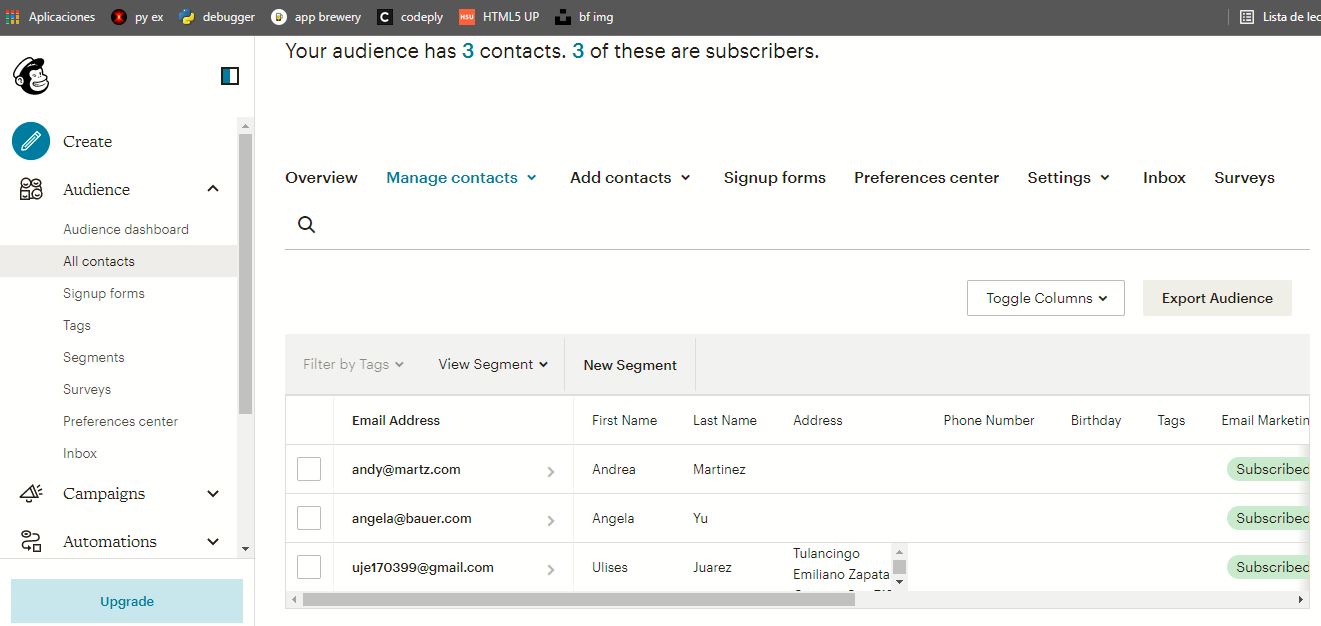 Aplicaciones py ex debugger app brewery codeply HSU HTML5 UP bf img Lista de
Your audience has 3 contacts. 3 of these are subscribers.
Create
Audience
Audience dashboard
All contacts
Signup forms
Tags
Segments
Surveys
Preferences center
Inbox
Campaigns
Automations
Upgrade
Overview Manage contacts Add contacts Signup forms Preferences center Settings Inbox Surveys
Toggle Columns Export Audience
Filter by Tags View Segment New Segment
Email Address First Name Last Name Address Phone Number Birthday Tags Email Marketin
andy@martz.com Andrea Martinez Subscribed
angela@bauer.com Angela Yu Subscribed
Tulancingo
uje170399@gmail.com Ulises Juarez Emiliano Zapata Subscribed